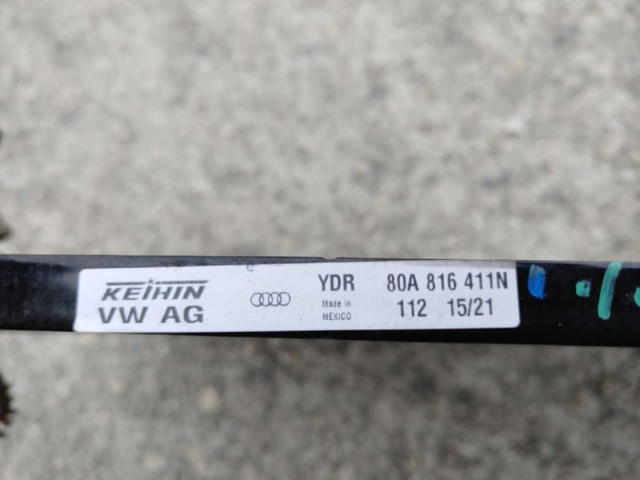 KEIHIN YDR 80A 816 411N
VW AG Made in MEXICO 112 15/21